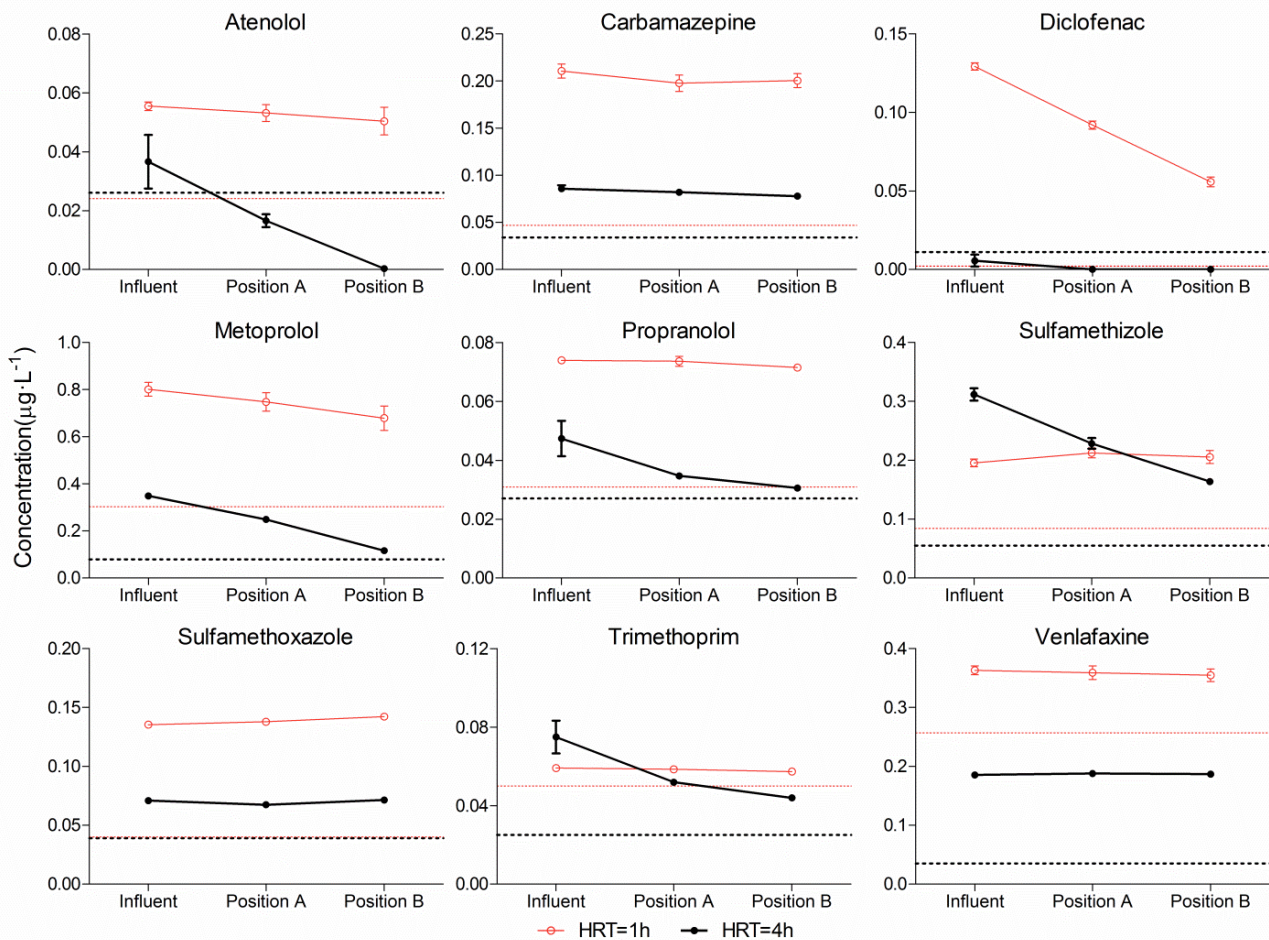 Atenolol
0.08
0.06
0.04
0.02
0.00
Influent Position A Position B
Carbamazepine
0.25
0.20
0.15
0.10
0.05
0.00
Influent Position A Position B
Diclofenac
0.15
0.10
0.05
0.00
Influent Position A Position B
Concentration(μg·L⁻¹)
Metoprolol
1.0
0.8
0.6
0.4
0.2
0.0
Influent Position A Position B
Propranolol
0.08
0.06
0.04
0.02
0.00
Influent Position A Position B
Sulfamethizole
0.4
0.3
0.2
0.1
0.0
Influent Position A Position B
Sulfamethoxazole
0.20
0.15
0.10
0.05
0.00
Influent Position A Position B
Trimethoprim
0.12
0.08
0.04
0.00
Influent Position A Position B
Venlafaxine
0.4
0.3
0.2
0.1
0.0
Influent Position A Position B
HRT=1h HRT=4h